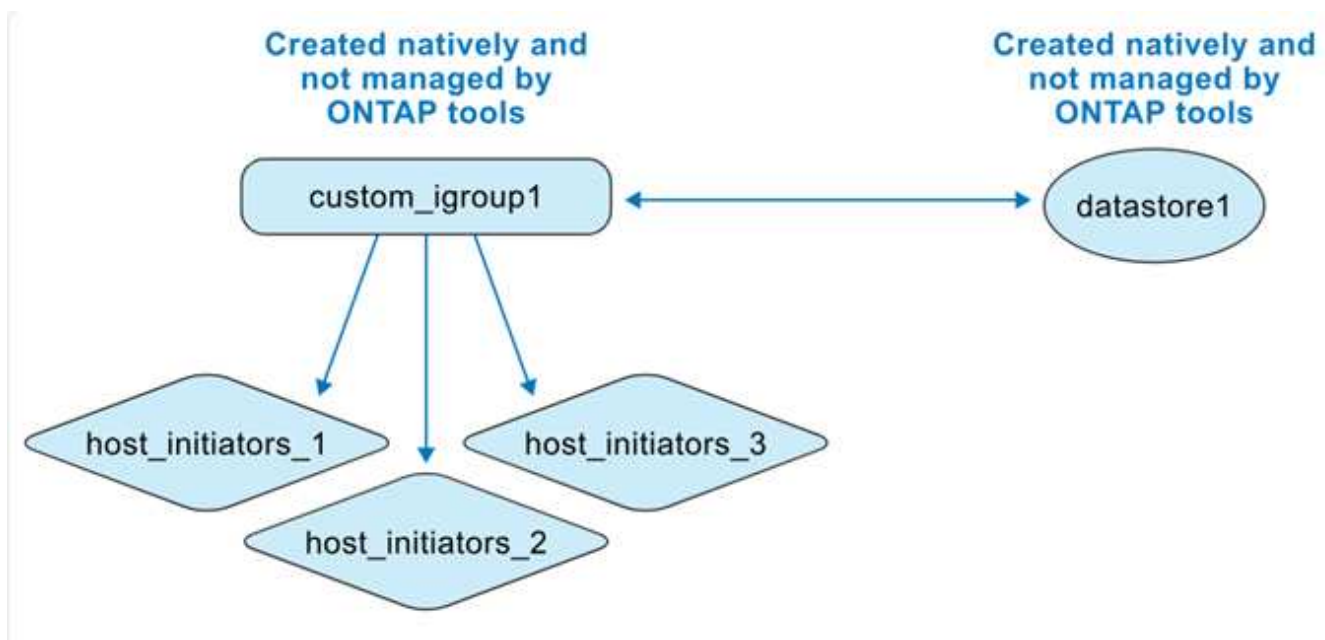 Created natively and
not managed by
ONTAP tools
Created natively and
not managed by
ONTAP tools
custom_igroup1
datastore1
host_initiators_1
host_initiators_3
host_initiators_2